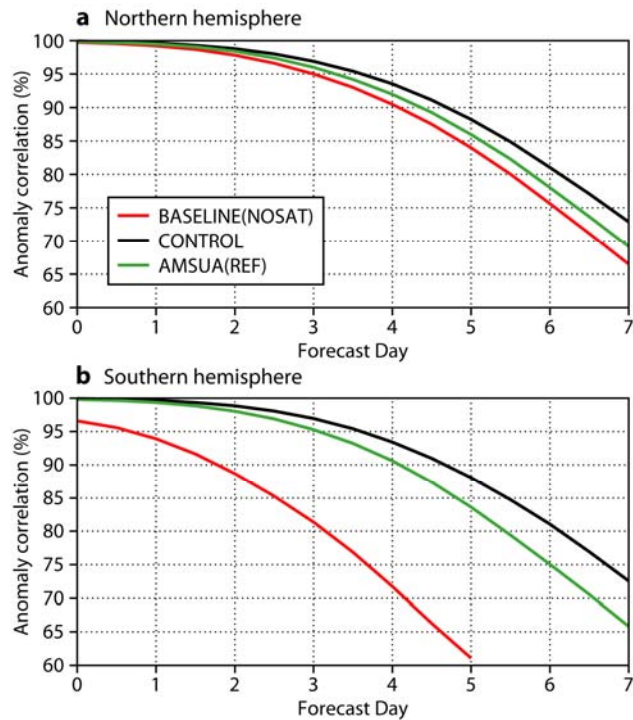 a Northern hemisphere
100
95
90
85
80
75
70
65
60
Anomaly correlation (%)
BASELINE(NOSAT)
CONTROL
AMSUA(REF)
0 1 2 3 4 5 6 7
Forecast Day
b Southern hemisphere
100
95
90
85
80
75
70
65
60
Anomaly correlation (%)
0 1 2 3 4 5 6 7
Forecast Day